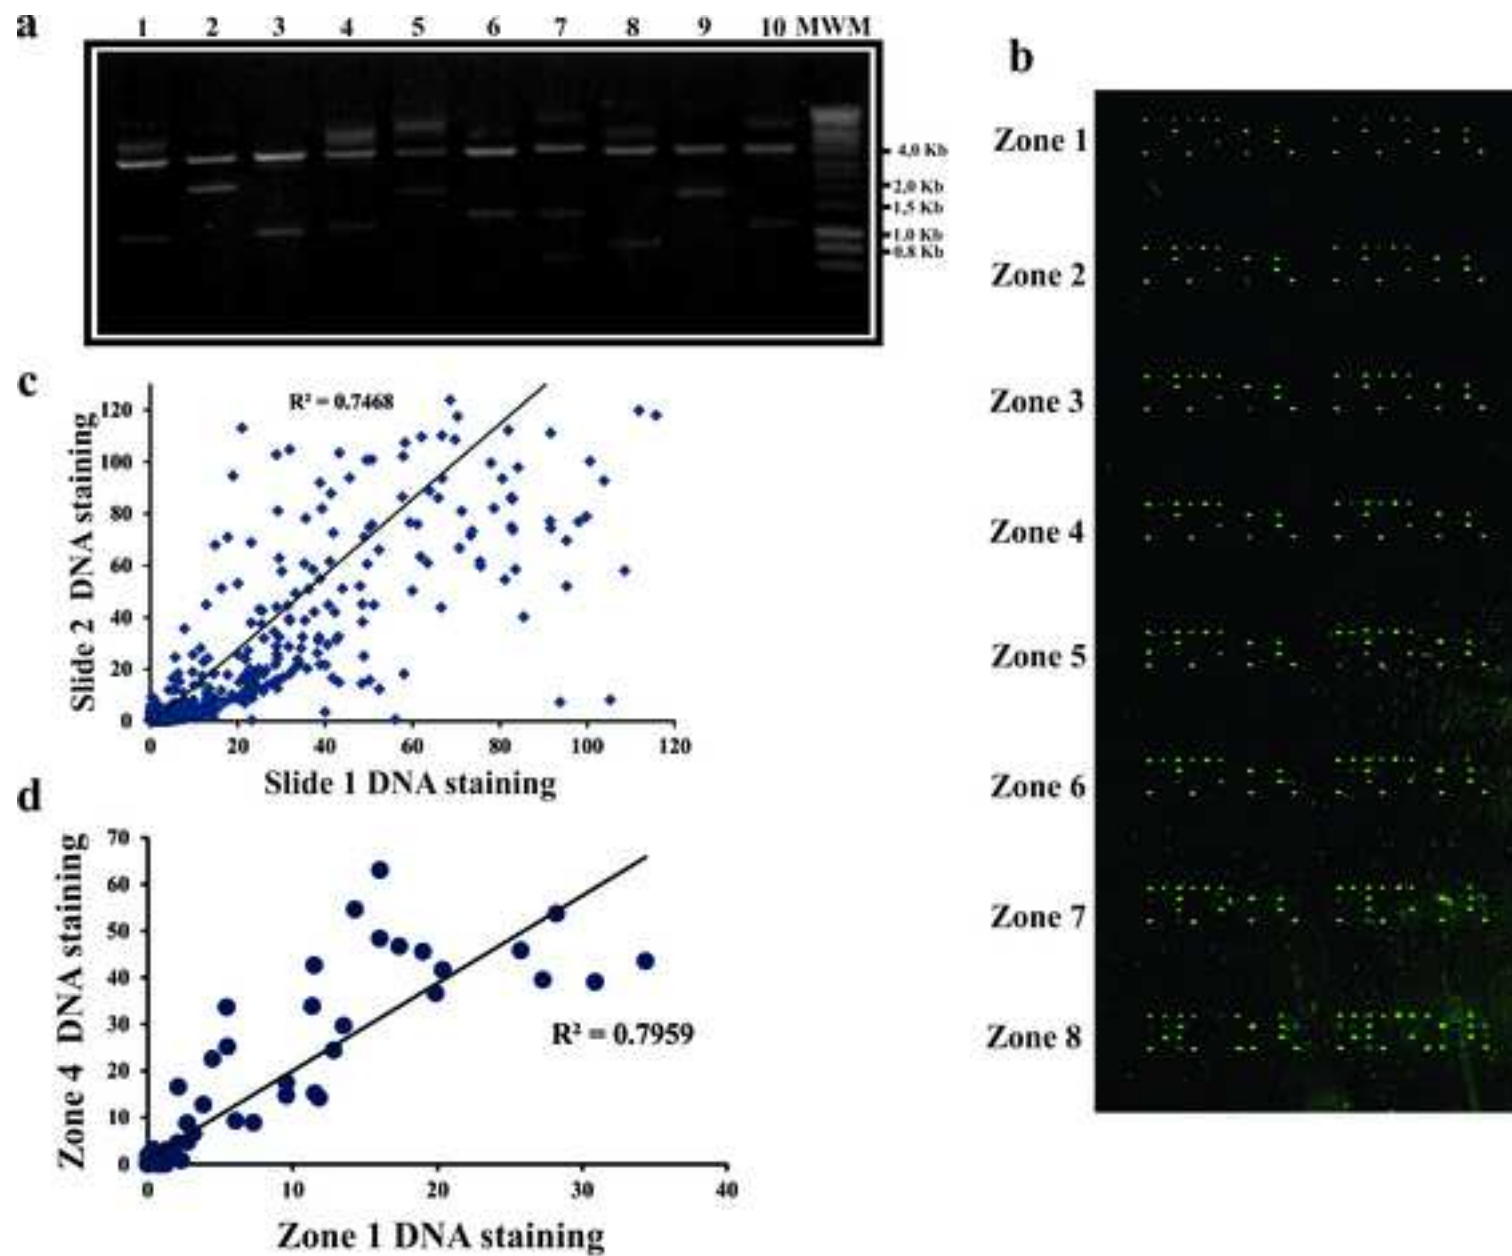 a
1 2 3 4 5 6 7 8 9 10 MWM
4,0 Kb
2,0 Kb
1,5 Kb
1.0 Kb
0.8 Kb
b
Zone 1
Zone 2
Zone 3
Zone 4
Zone 5
Zone 6
Zone 7
Zone 8
c
R² = 0.7468
Slide 2 DNA staining
120
100
80
60
40
20
0
0 20 40 60 80 100 120
Slide 1 DNA staining
d
Zone 4 DNA staining
70
60
50
40
30
20
10
0
R² = 0.7959
0 10 20 30 40
Zone 1 DNA staining